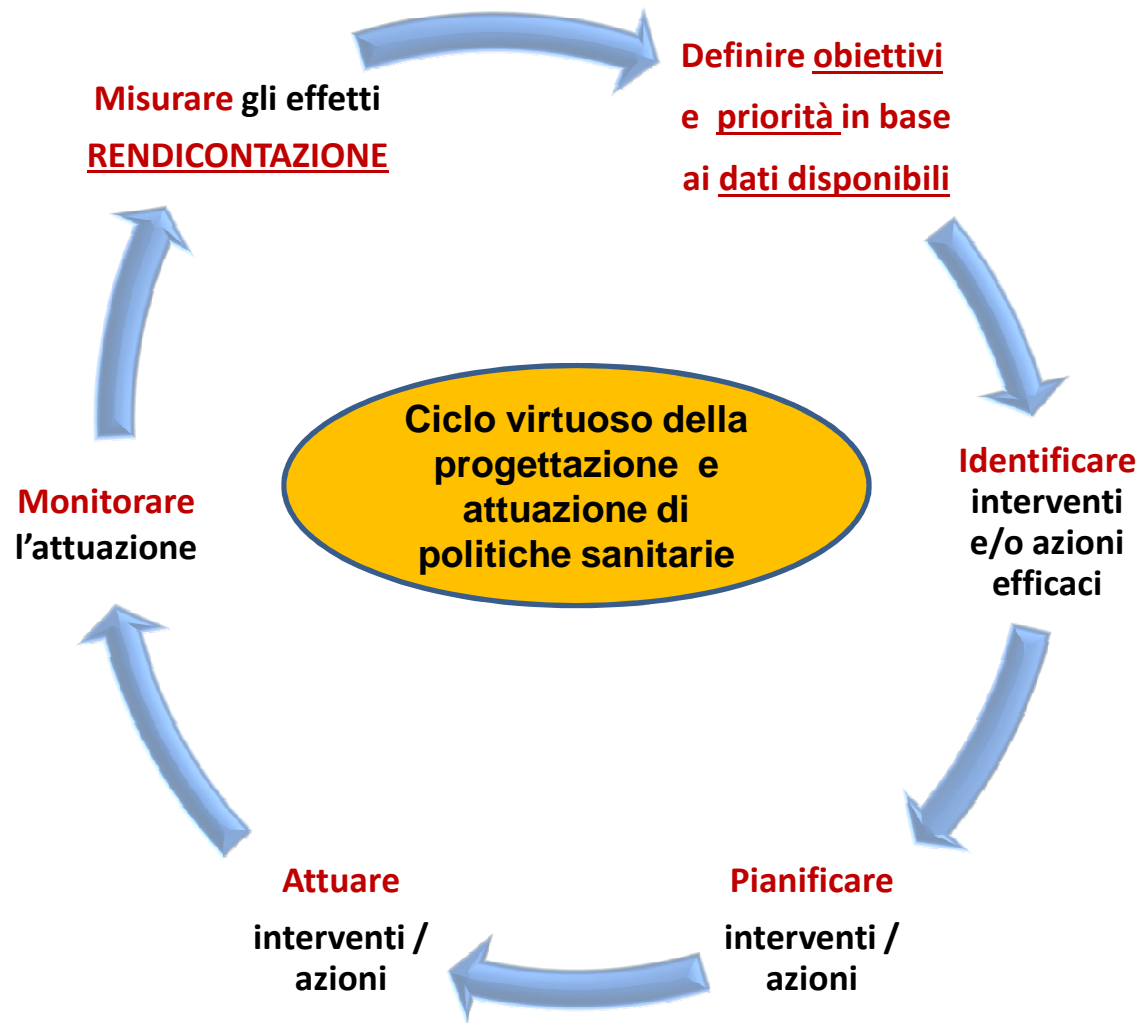 Misurare gli effetti
RENDICONTAZIONE
Definire obiettivi
e priorità in base
ai dati disponibili
Identificare
interventi
e/o azioni
efficaci
Pianificare
interventi /
azioni
Attuare
interventi /
azioni
Monitorare
l’attuazione
Ciclo virtuoso della
progettazione e
attuazione di
politiche sanitarie